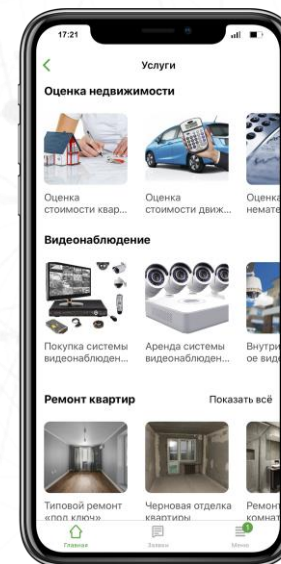 17:21
Услуги
Оценка недвижимости
Оценка Оценка Оценка
стоимости квар... стоимости движ... немате
Видеонаблюдение
Покупка системы Аренда системы Внутри
видеонаблюден... видеонаблюден... ое виде
Ремонт квартир Показать всё
Типовой ремонт Черновая отделка Ремонт
«под ключ» квартиры комнат
1
Главная Заявки Меню